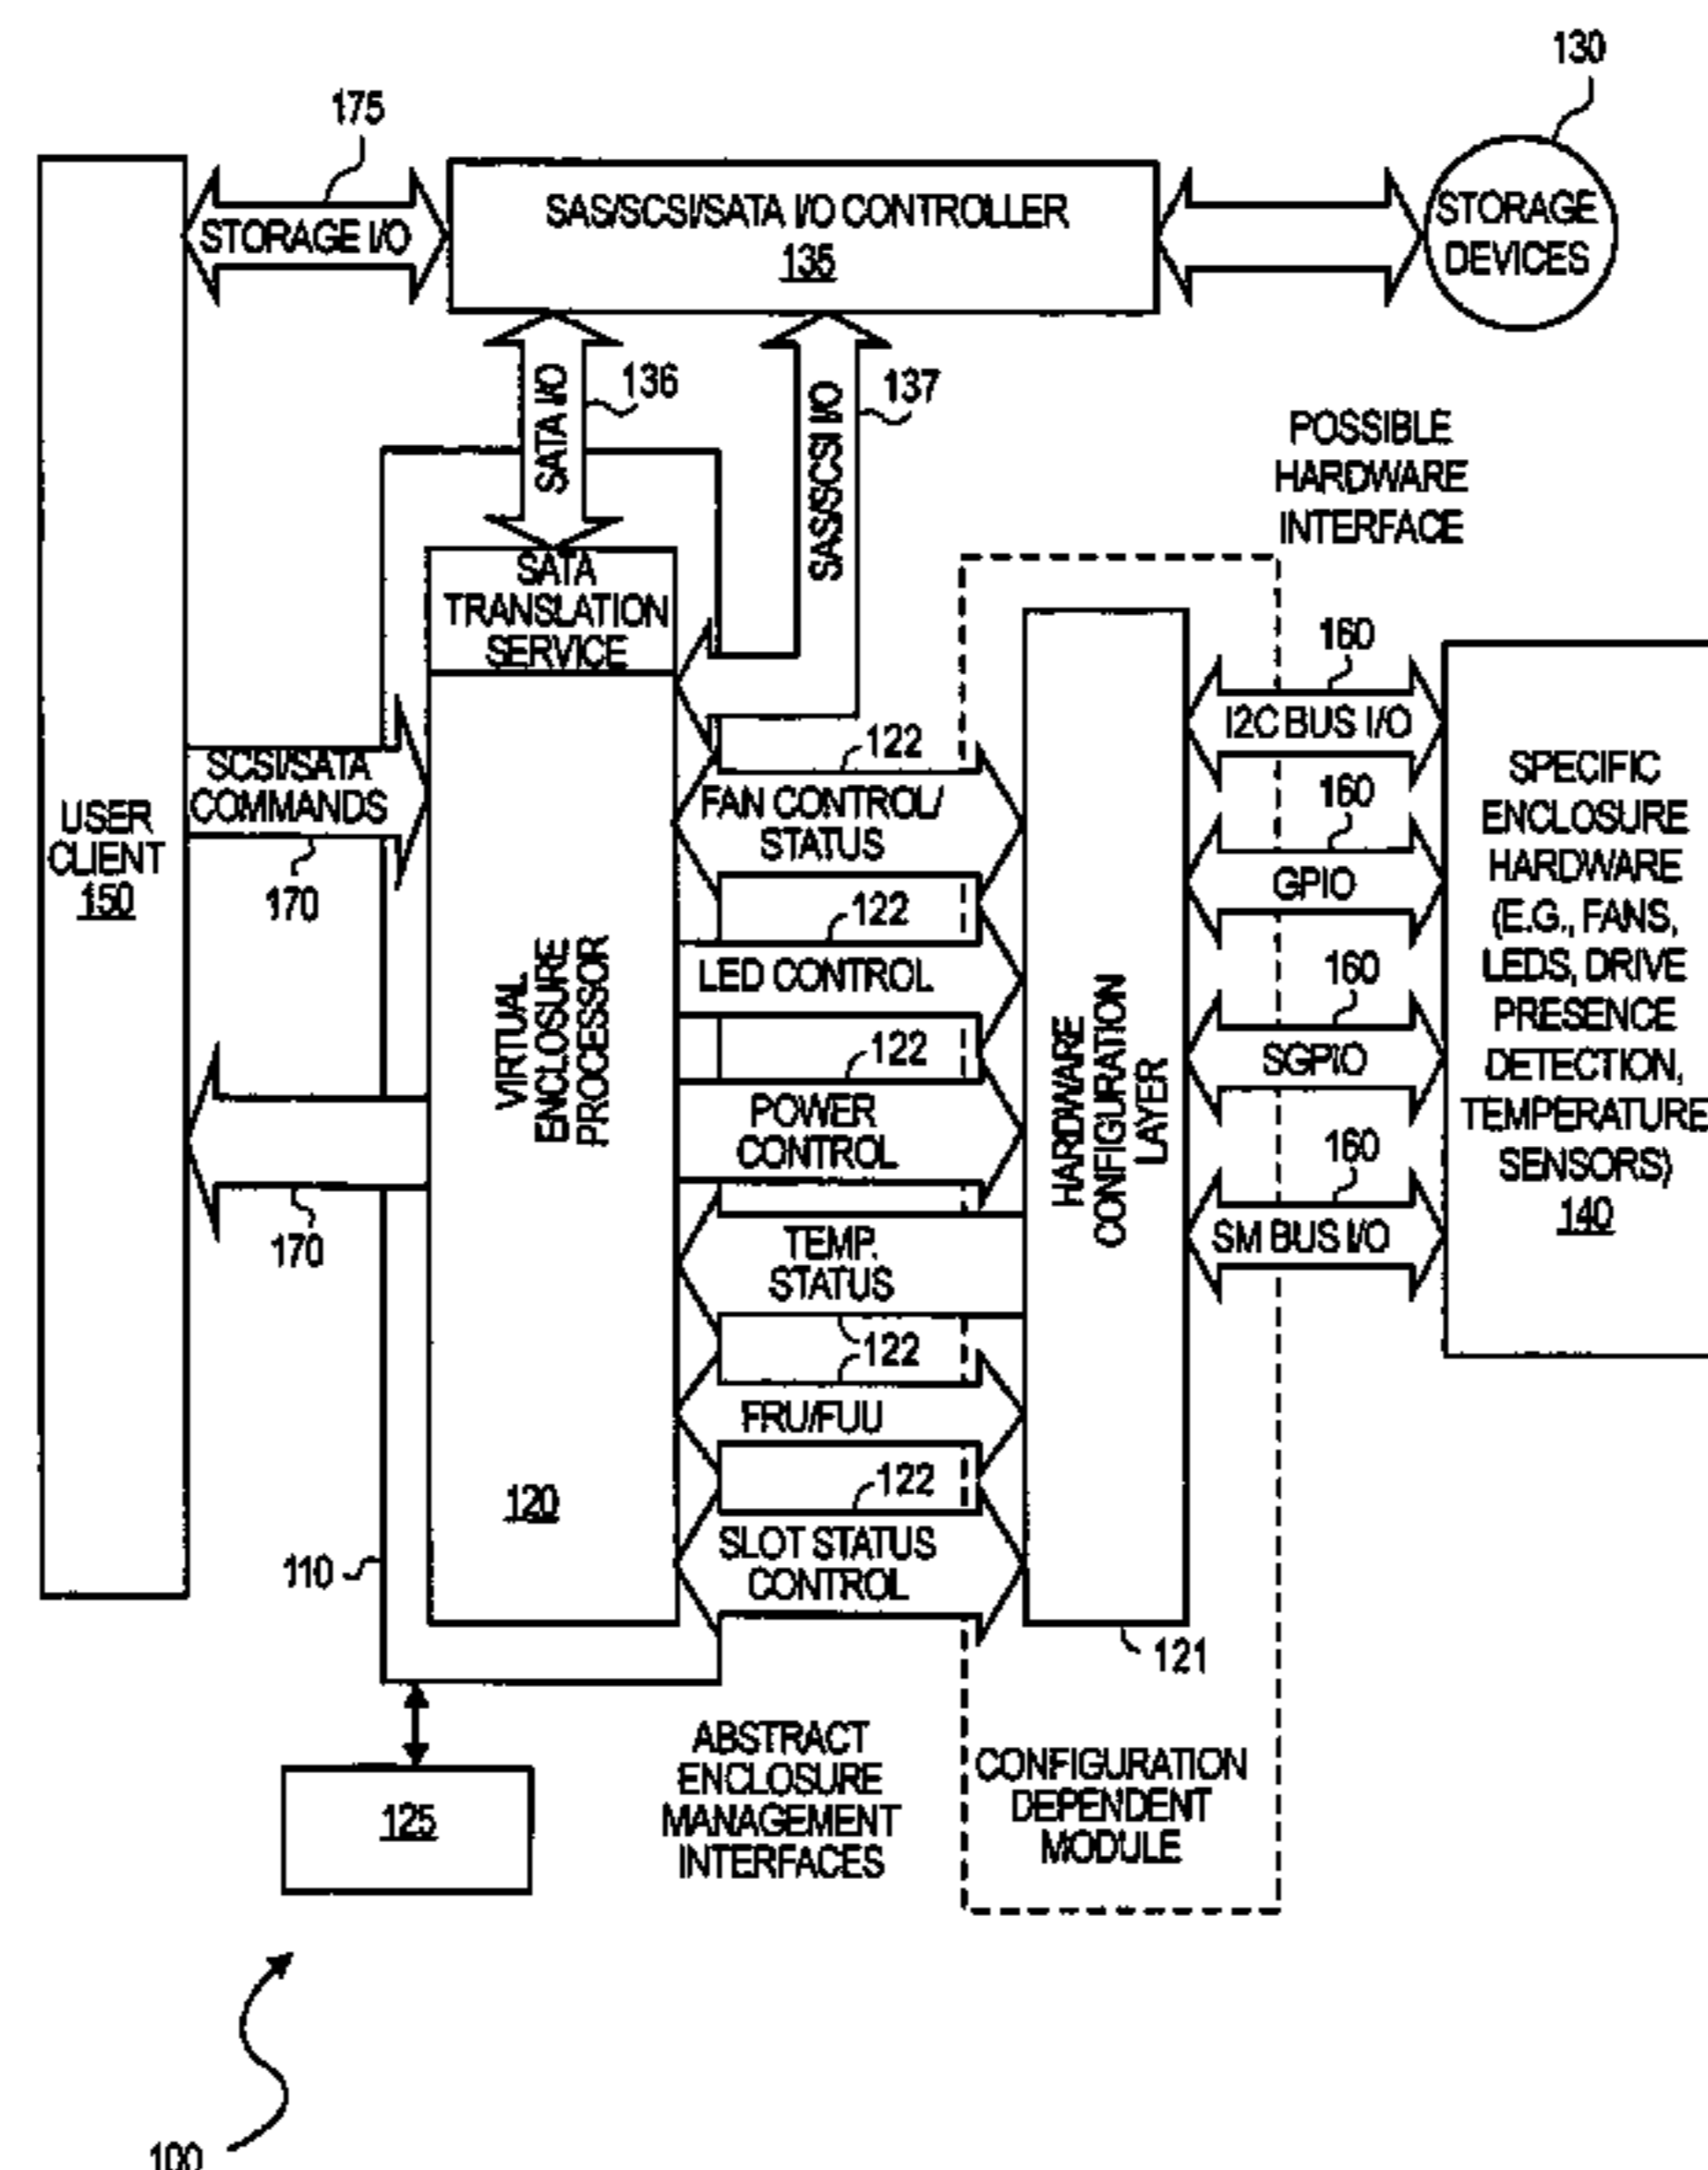 130
175
STORAGE I/O
SAS/SCSI/SATA I/O CONTROLLER
135
STORAGE
DEVICES
SATA I/O
136
SAS/SCSI I/O
137
POSSIBLE
HARDWARE
INTERFACE
SATA
TRANSLATION
SERVICE
USER
CLIENT
150
SCSI/SATA
COMMANDS
170
170
VIRTUAL
ENCLOSURE
PROCESSOR
120
110
122
FAN CONTROL/
STATUS
122
LED CONTROL
122
POWER
CONTROL
TEMP.
STATUS
122
122
FRU/FUU
122
SLOT STATUS
CONTROL
HARDWARE
CONFIGURATION
LAYER
121
160
I2C BUS I/O
160
GPIO
160
SGPIO
160
SM BUS I/O
SPECIFIC
ENCLOSURE
HARDWARE
(E.G., FANS,
LEDS, DRIVE
PRESENCE
DETECTION,
TEMPERATURE
SENSORS)
140
125
ABSTRACT
ENCLOSURE
MANAGEMENT
INTERFACES
CONFIGURATION
DEPENDENT
MODULE
100